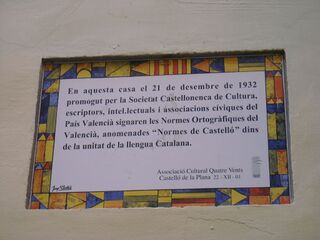 En aquesta casa el 21 de desembre de 1932
promogut per la Societat Castellonenca de Cultura,
escriptors, intel.lectuals i associacions cíviques del
País Valencià signaren les Normes Ortogràfiques del
Valencià, anomenades "Normes de Castelló" dins
de la unitat de la llengua Catalana.
Associació Cultural Quatre Vents
Castelló de la Plana 22 - XII - 01